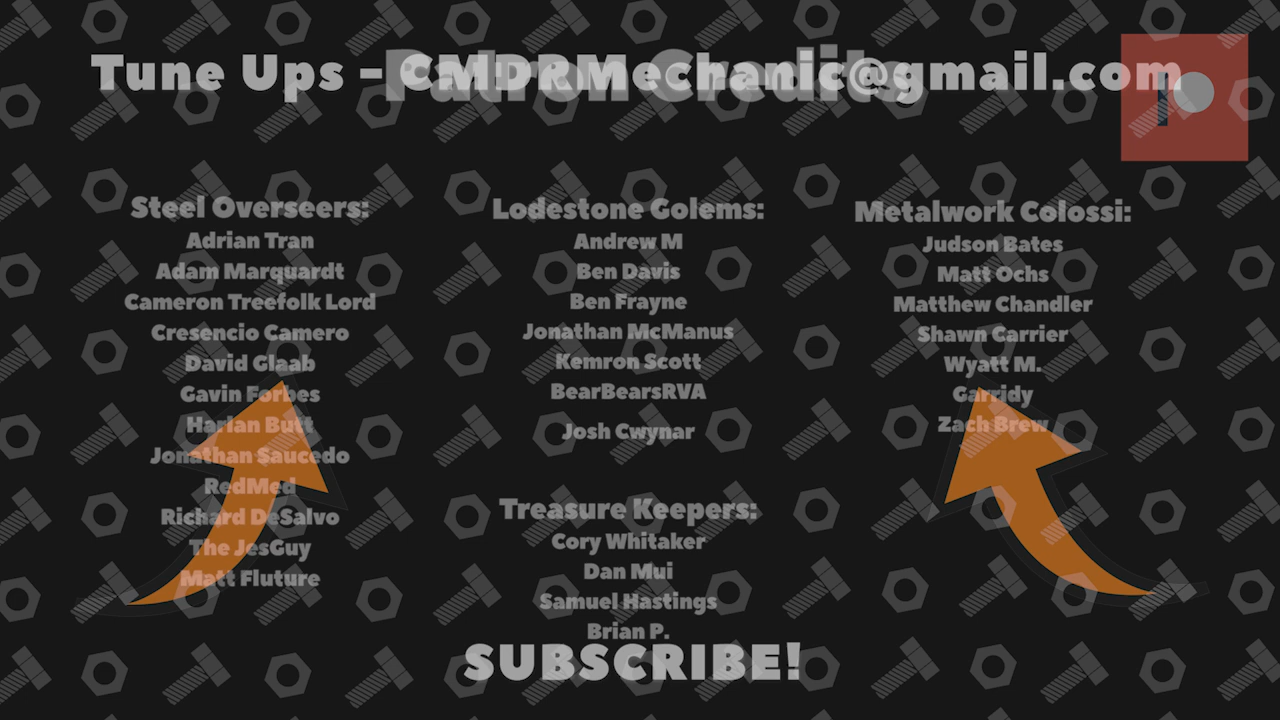 Tune Ups - CMDRMechanic@gmail.com
Patron Credits
Steel Overseers:
Adrian Tran
Adam Marquardt
Cameron Treefolk Lord
Cresencio Camero
David Glaab
Gavin Forbes
Harlan Butt
Jonathan Saucedo
RedMed
Richard DeSalvo
The JesGuy
Matt Fluture
Lodestone Golems:
Andrew M
Ben Davis
Ben Frayne
Jonathan McManus
Kemron Scott
BearBearsRVA
Josh Cwynar
Treasure Keepers:
Cory Whitaker
Dan Mui
Samuel Hastings
Brian P.
Metalwork Colossi:
Judson Bates
Matt Ochs
Matthew Chandler
Shawn Carrier
Wyatt M.
Zach Brew
SUBSCRIBE!